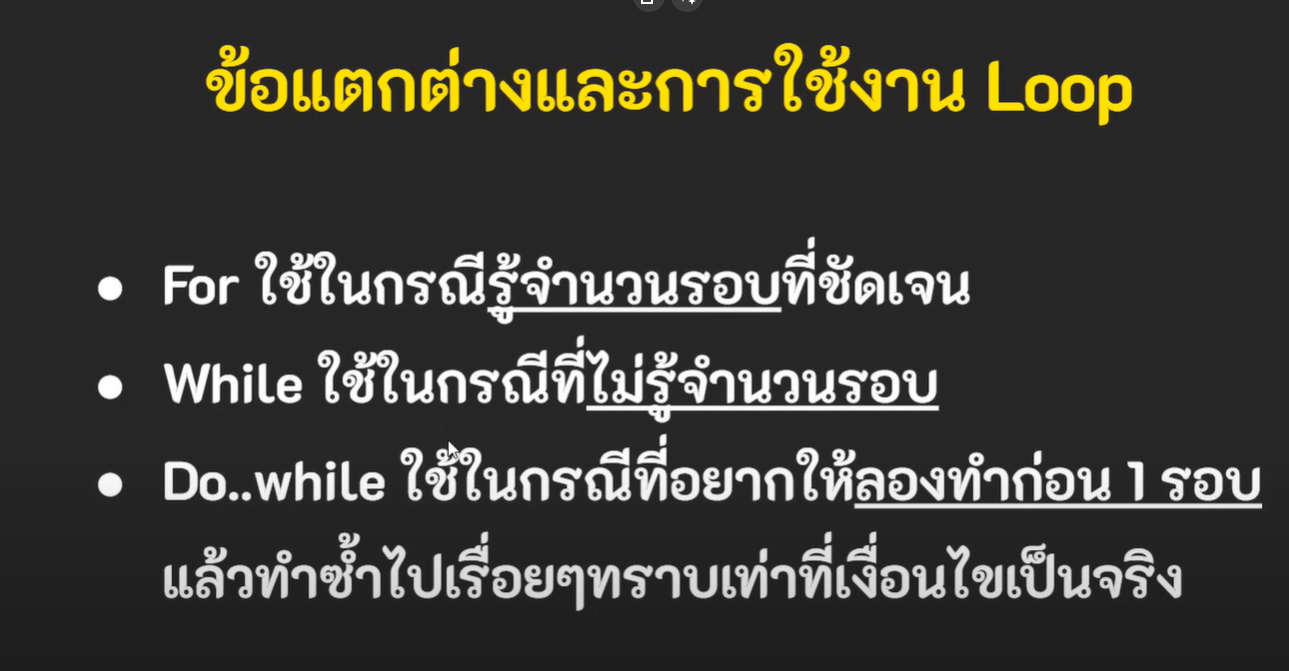 ข้อแตกต่างและการใช้งาน Loop
● For ใช้ในกรณีรู้จำนวนรอบที่ชัดเจน
● While ใช้ในกรณีที่ไม่รู้จำนวนรอบ
● Do..while ใช้ในกรณีที่อยากให้ลองทำก่อน 1 รอบ
แล้วทำซ้ำไปเรื่อยๆทราบเท่าที่เงื่อนไขเป็นจริง